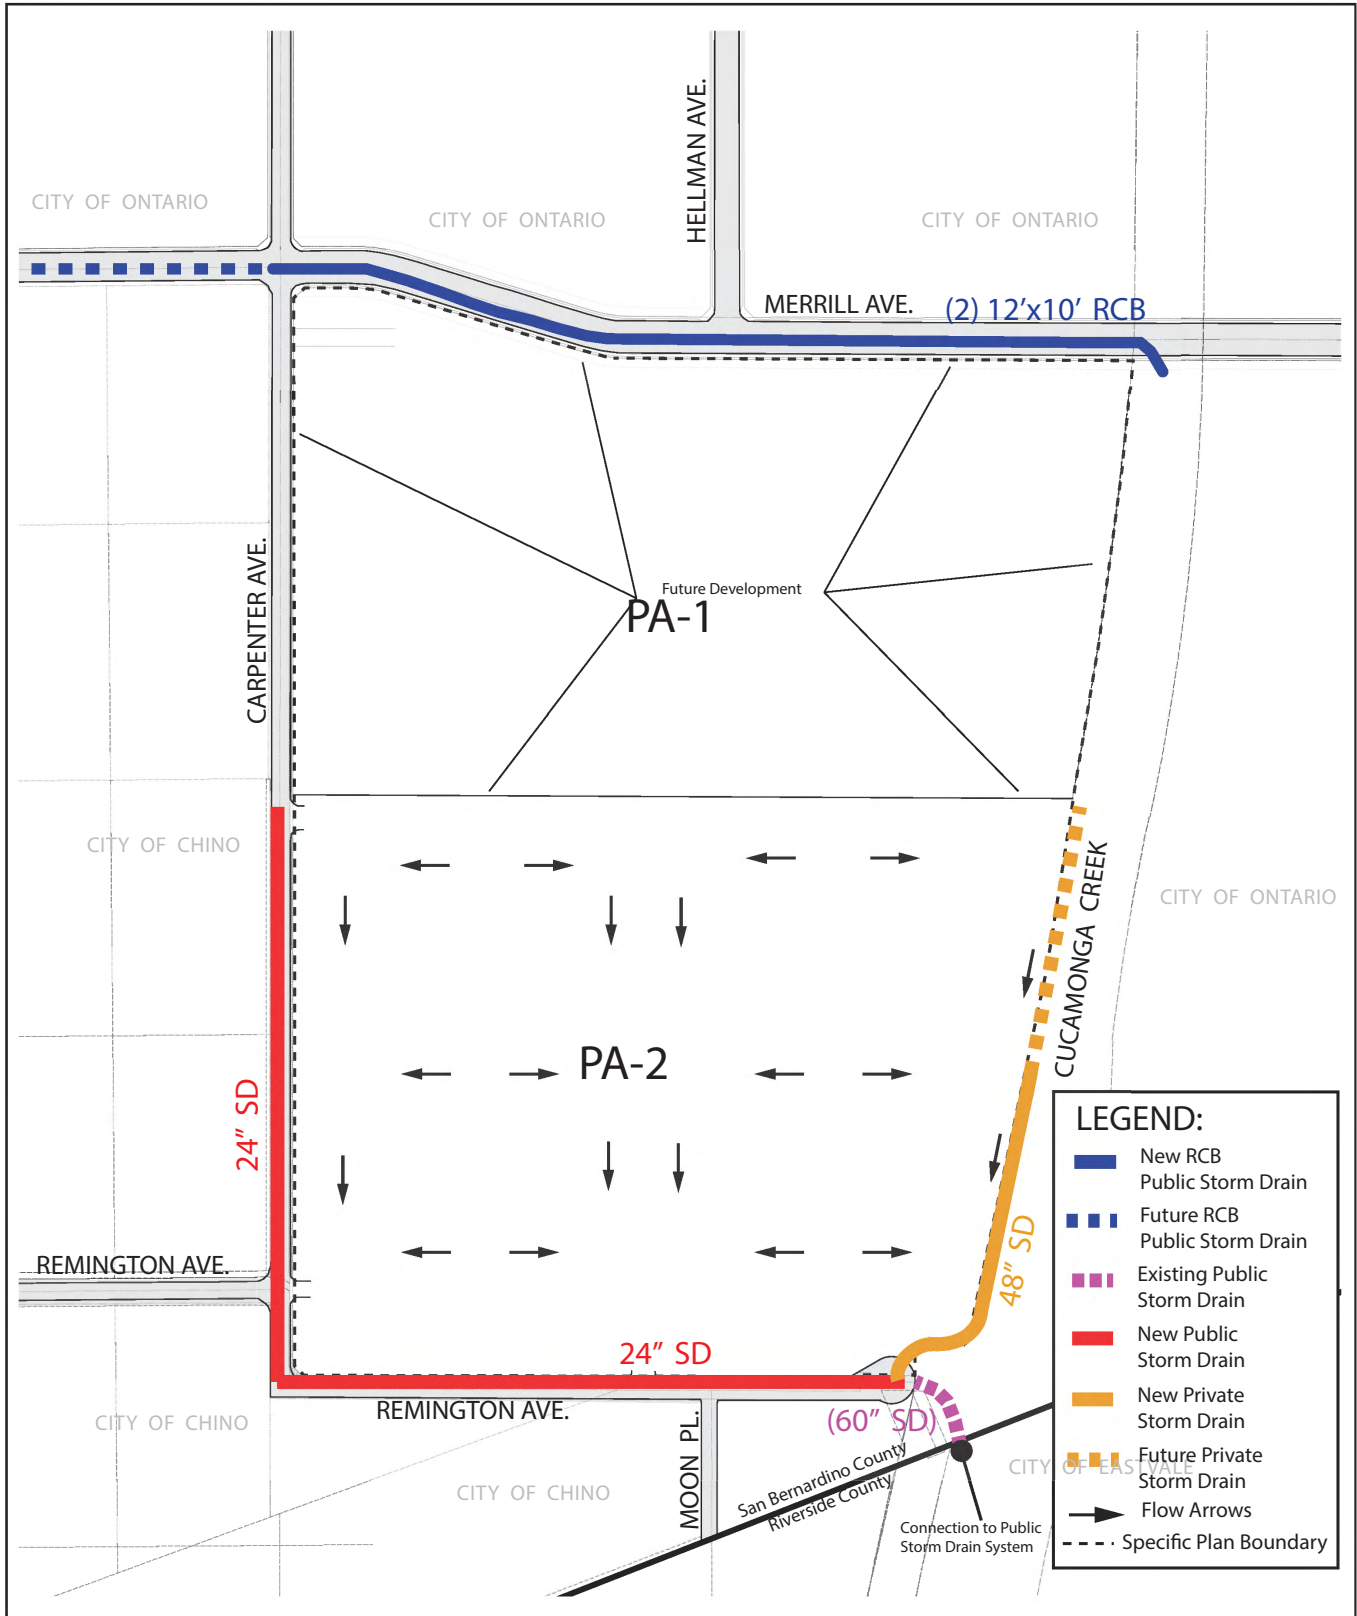 HELLMAN AVE.
CITY OF ONTARIO
CITY OF ONTARIO
CITY OF ONTARIO
MERRILL AVE.
(2) 12'x10' RCB
CARPENTER AVE.
Future Development
PA-1
CITY OF CHINO
CUCAMONGA CREEK
CITY OF ONTARIO
PA-2
24" SD
48" SD
REMINGTON AVE.
24" SD
REMINGTON AVE.
CITY OF CHINO
(60" SD)
MOON PL.
CITY OF CHINO
San Bernardino County
Riverside County
CITY OF EASTVALE
Connection to Public
Storm Drain System
LEGEND:
New RCB
Public Storm Drain
Future RCB
Public Storm Drain
Existing Public
Storm Drain
New Public
Storm Drain
New Private
Storm Drain
Future Private
Storm Drain
Flow Arrows
Specific Plan Boundary